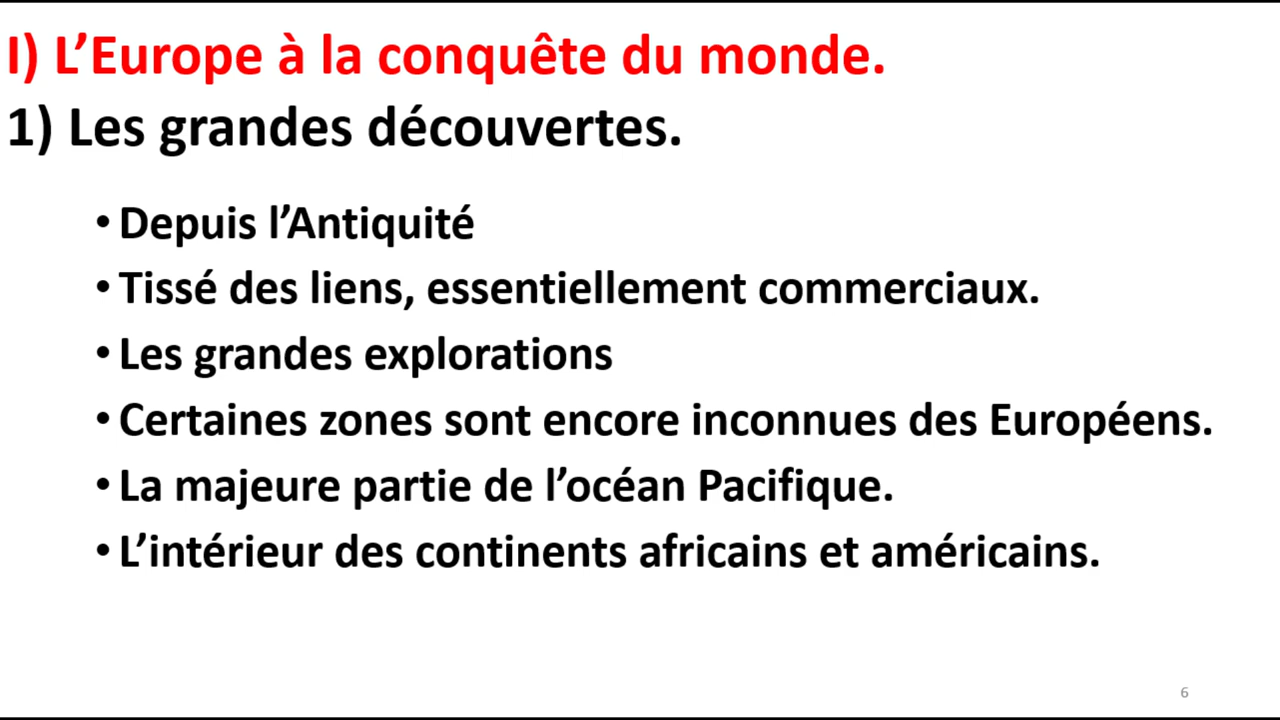 I) L’Europe à la conquête du monde.
1) Les grandes découvertes.
• Depuis l’Antiquité
• Tissé des liens, essentiellement commerciaux.
• Les grandes explorations
• Certaines zones sont encore inconnues des Européens.
• La majeure partie de l’océan Pacifique.
• L’intérieur des continents africains et américains.
6